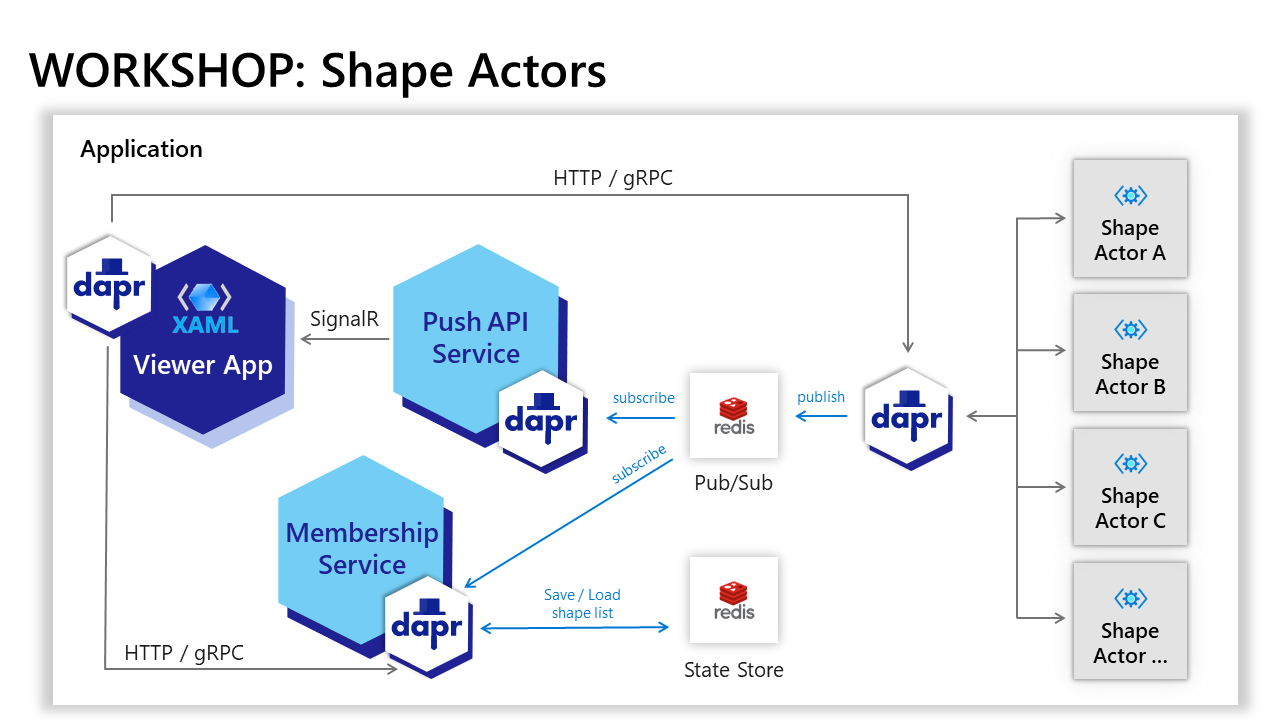 WORKSHOP: Shape Actors
Application
HTTP / gRPC
dapr
XAML
Viewer App
SignalR
Push API
Service
dapr
subscribe
redis
Pub/Sub
publish
dapr
subscribe
Membership
Service
dapr
Save / Load
shape list
redis
State Store
HTTP / gRPC
Shape
Actor A
Shape
Actor B
Shape
Actor C
Shape
Actor ...